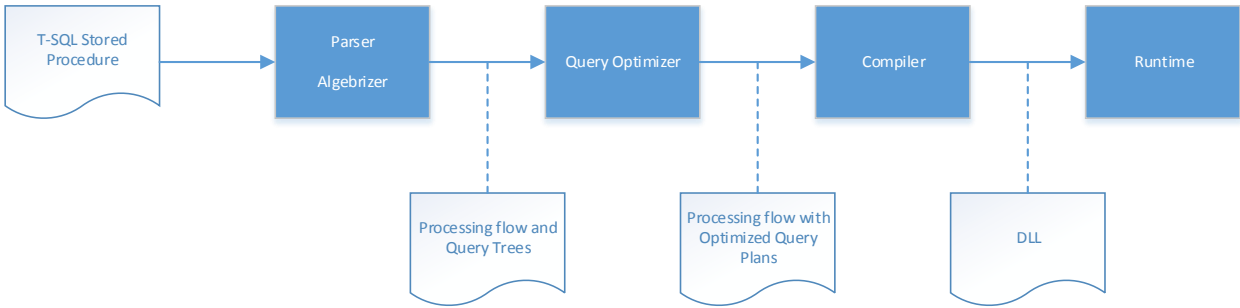 T-SQL Stored
Procedure
Parser
Algebrizer
Query Optimizer
Compiler
Runtime
Processing flow and
Query Trees
Processing flow with
Optimized Query
Plans
DLL